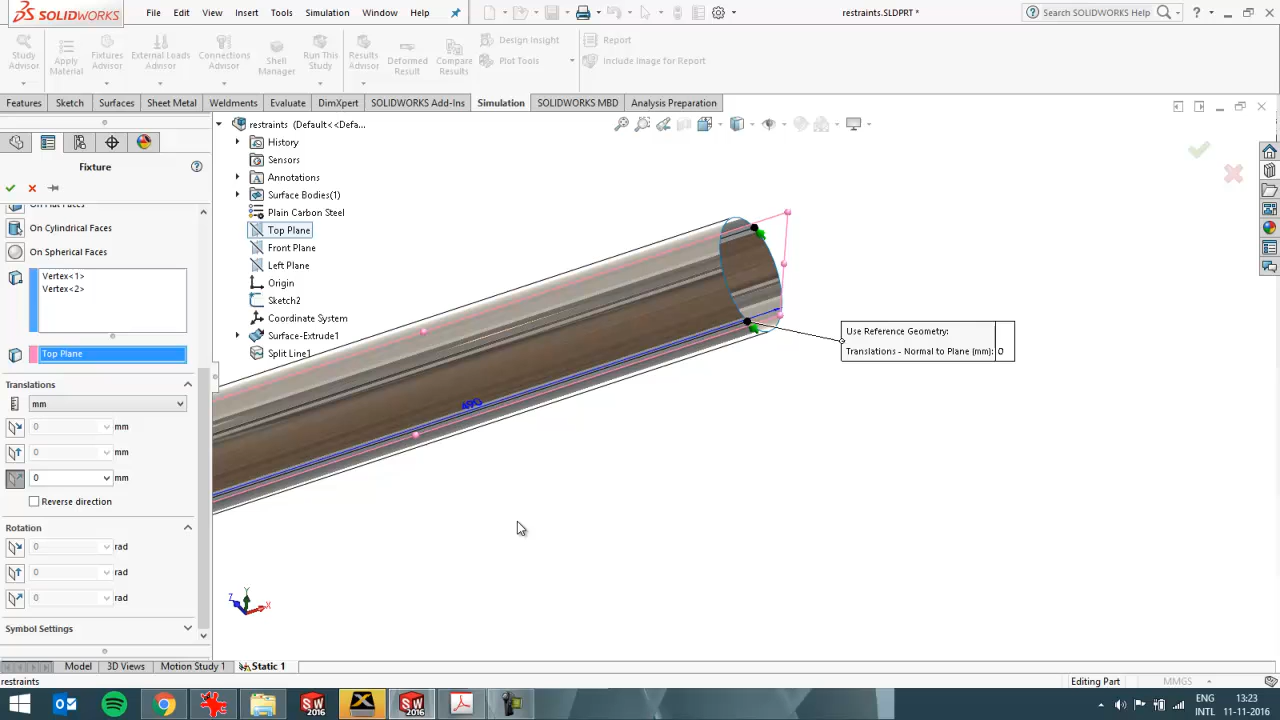 SOLIDWORKS
File Edit View Insert Tools Simulation Window Help
restraints.SLDPRT *
Search SOLIDWORKS Help
Study Advisor
Apply Material
Fixtures Advisor
External Loads Advisor
Connections Advisor
Shell Manager
Run This Study
Results Advisor
Deformed Result
Compare Results
Design Insight
Plot Tools
Report
Include Image for Report
Features Sketch Surfaces Sheet Metal Weldments Evaluate DimXpert SOLIDWORKS Add-Ins Simulation SOLIDWORKS MBD Analysis Preparation
Fixture
On Flat Faces
On Cylindrical Faces
On Spherical Faces
Vertex<1>
Vertex<2>
Top Plane
Translations
mm
0 mm
0 mm
0 mm
Reverse direction
Rotation
0 rad
0 rad
0 rad
Symbol Settings
restraints (Default<<Defa...
History
Sensors
Annotations
Surface Bodies(1)
Plain Carbon Steel
Top Plane
Front Plane
Left Plane
Origin
Sketch2
Coordinate System
Surface-Extrude1
Split Line1
Use Reference Geometry:
Translations - Normal to Plane (mm): 0
Y
Z
X
Model 3D Views Motion Study 1 Static 1
restraints
Editing Part
MMGS
SW 2016
SW 2016
ENG
INTL
13:23
11-11-2016